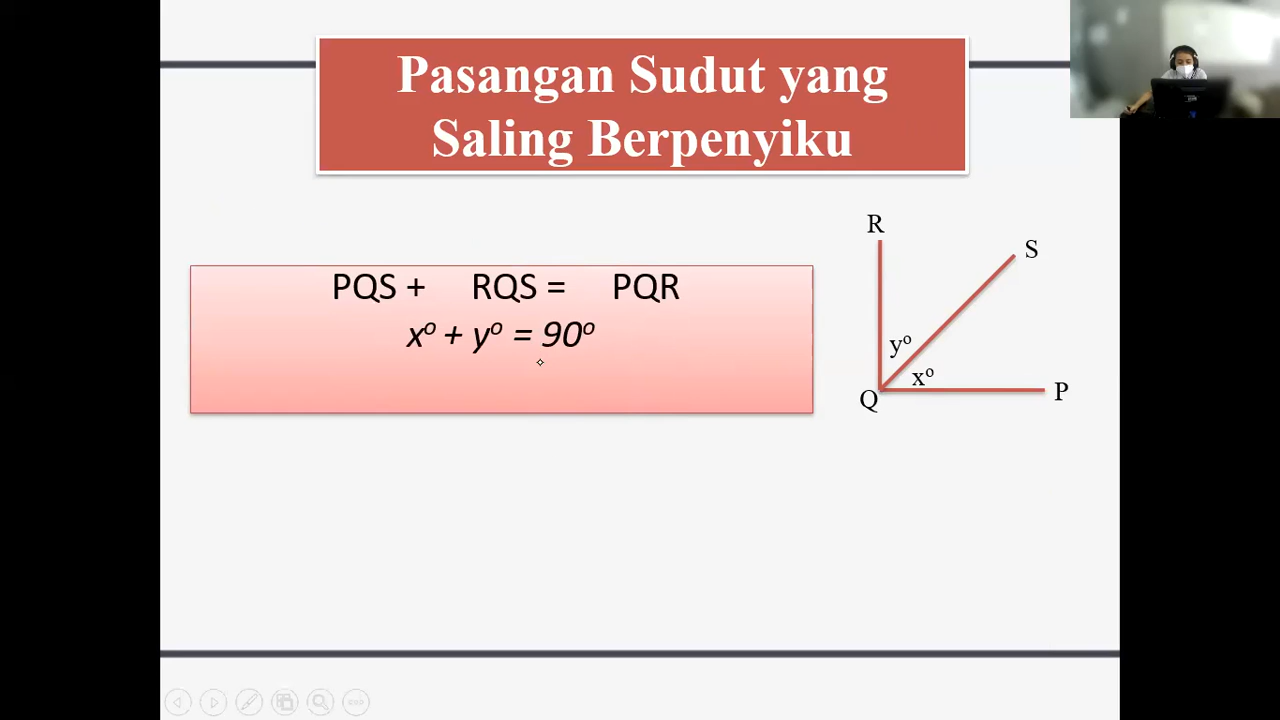 Pasangan Sudut yang
Saling Berpenyiku
PQS + RQS = PQR
xº + yº = 90º
R
S
yº
xº
Q
P